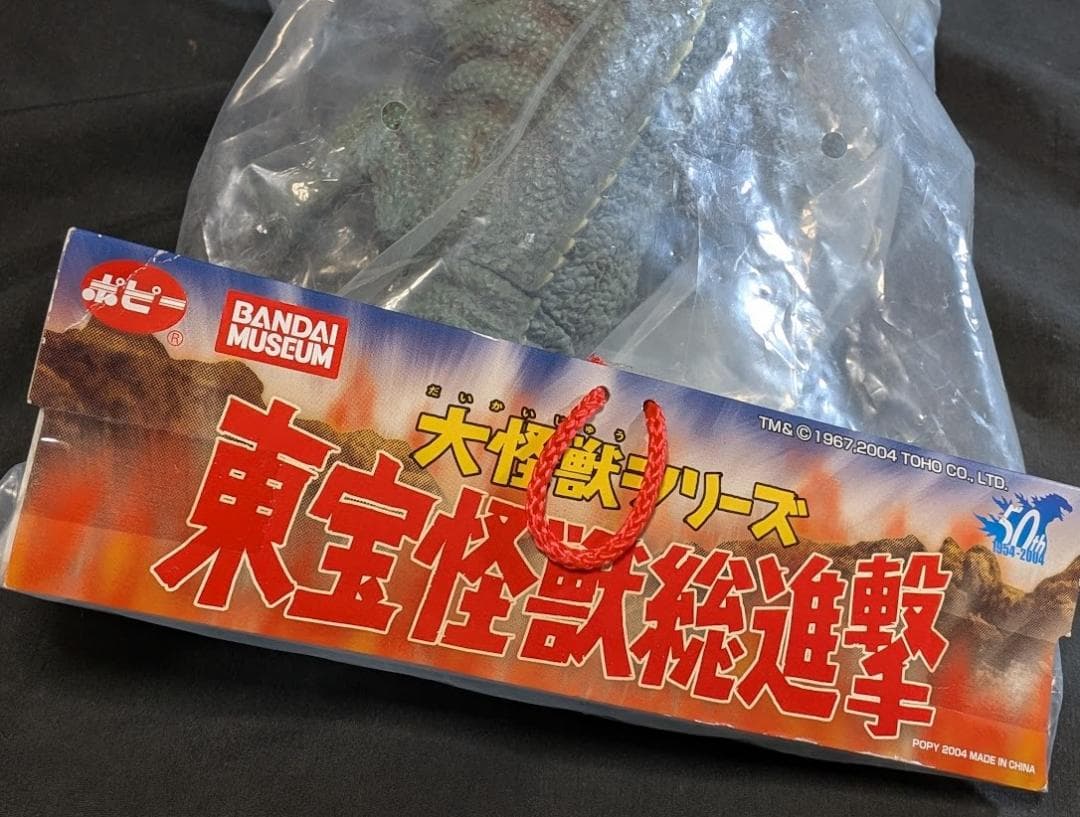 ポピー
®
BANDAI
MUSEUM
だいかいじゅう
大怪獣シリーズ
TM& ©1967,2004 TOHO CO., LTD.
50th
1954-2004
東宝怪獣総進撃
POPY 2004 MADE IN CHINA